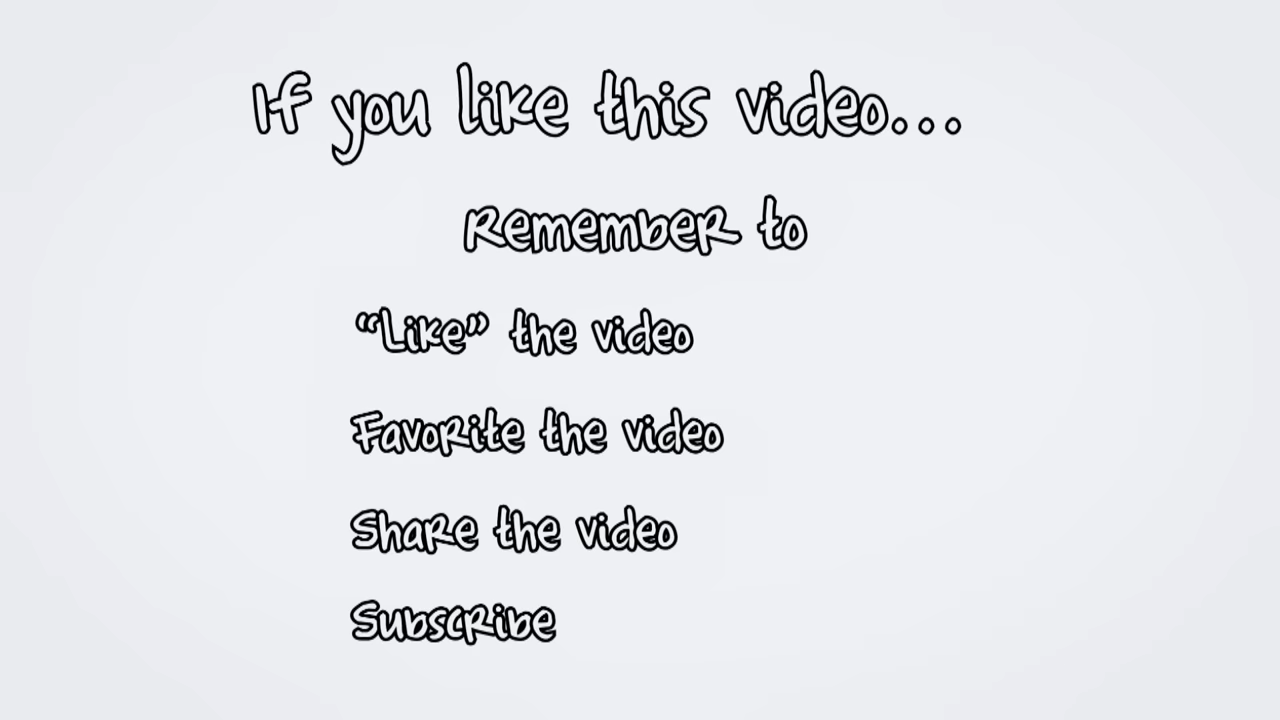 If you like this video...
Remember to
“Like” the video
Favorite the video
Share the video
Subscribe